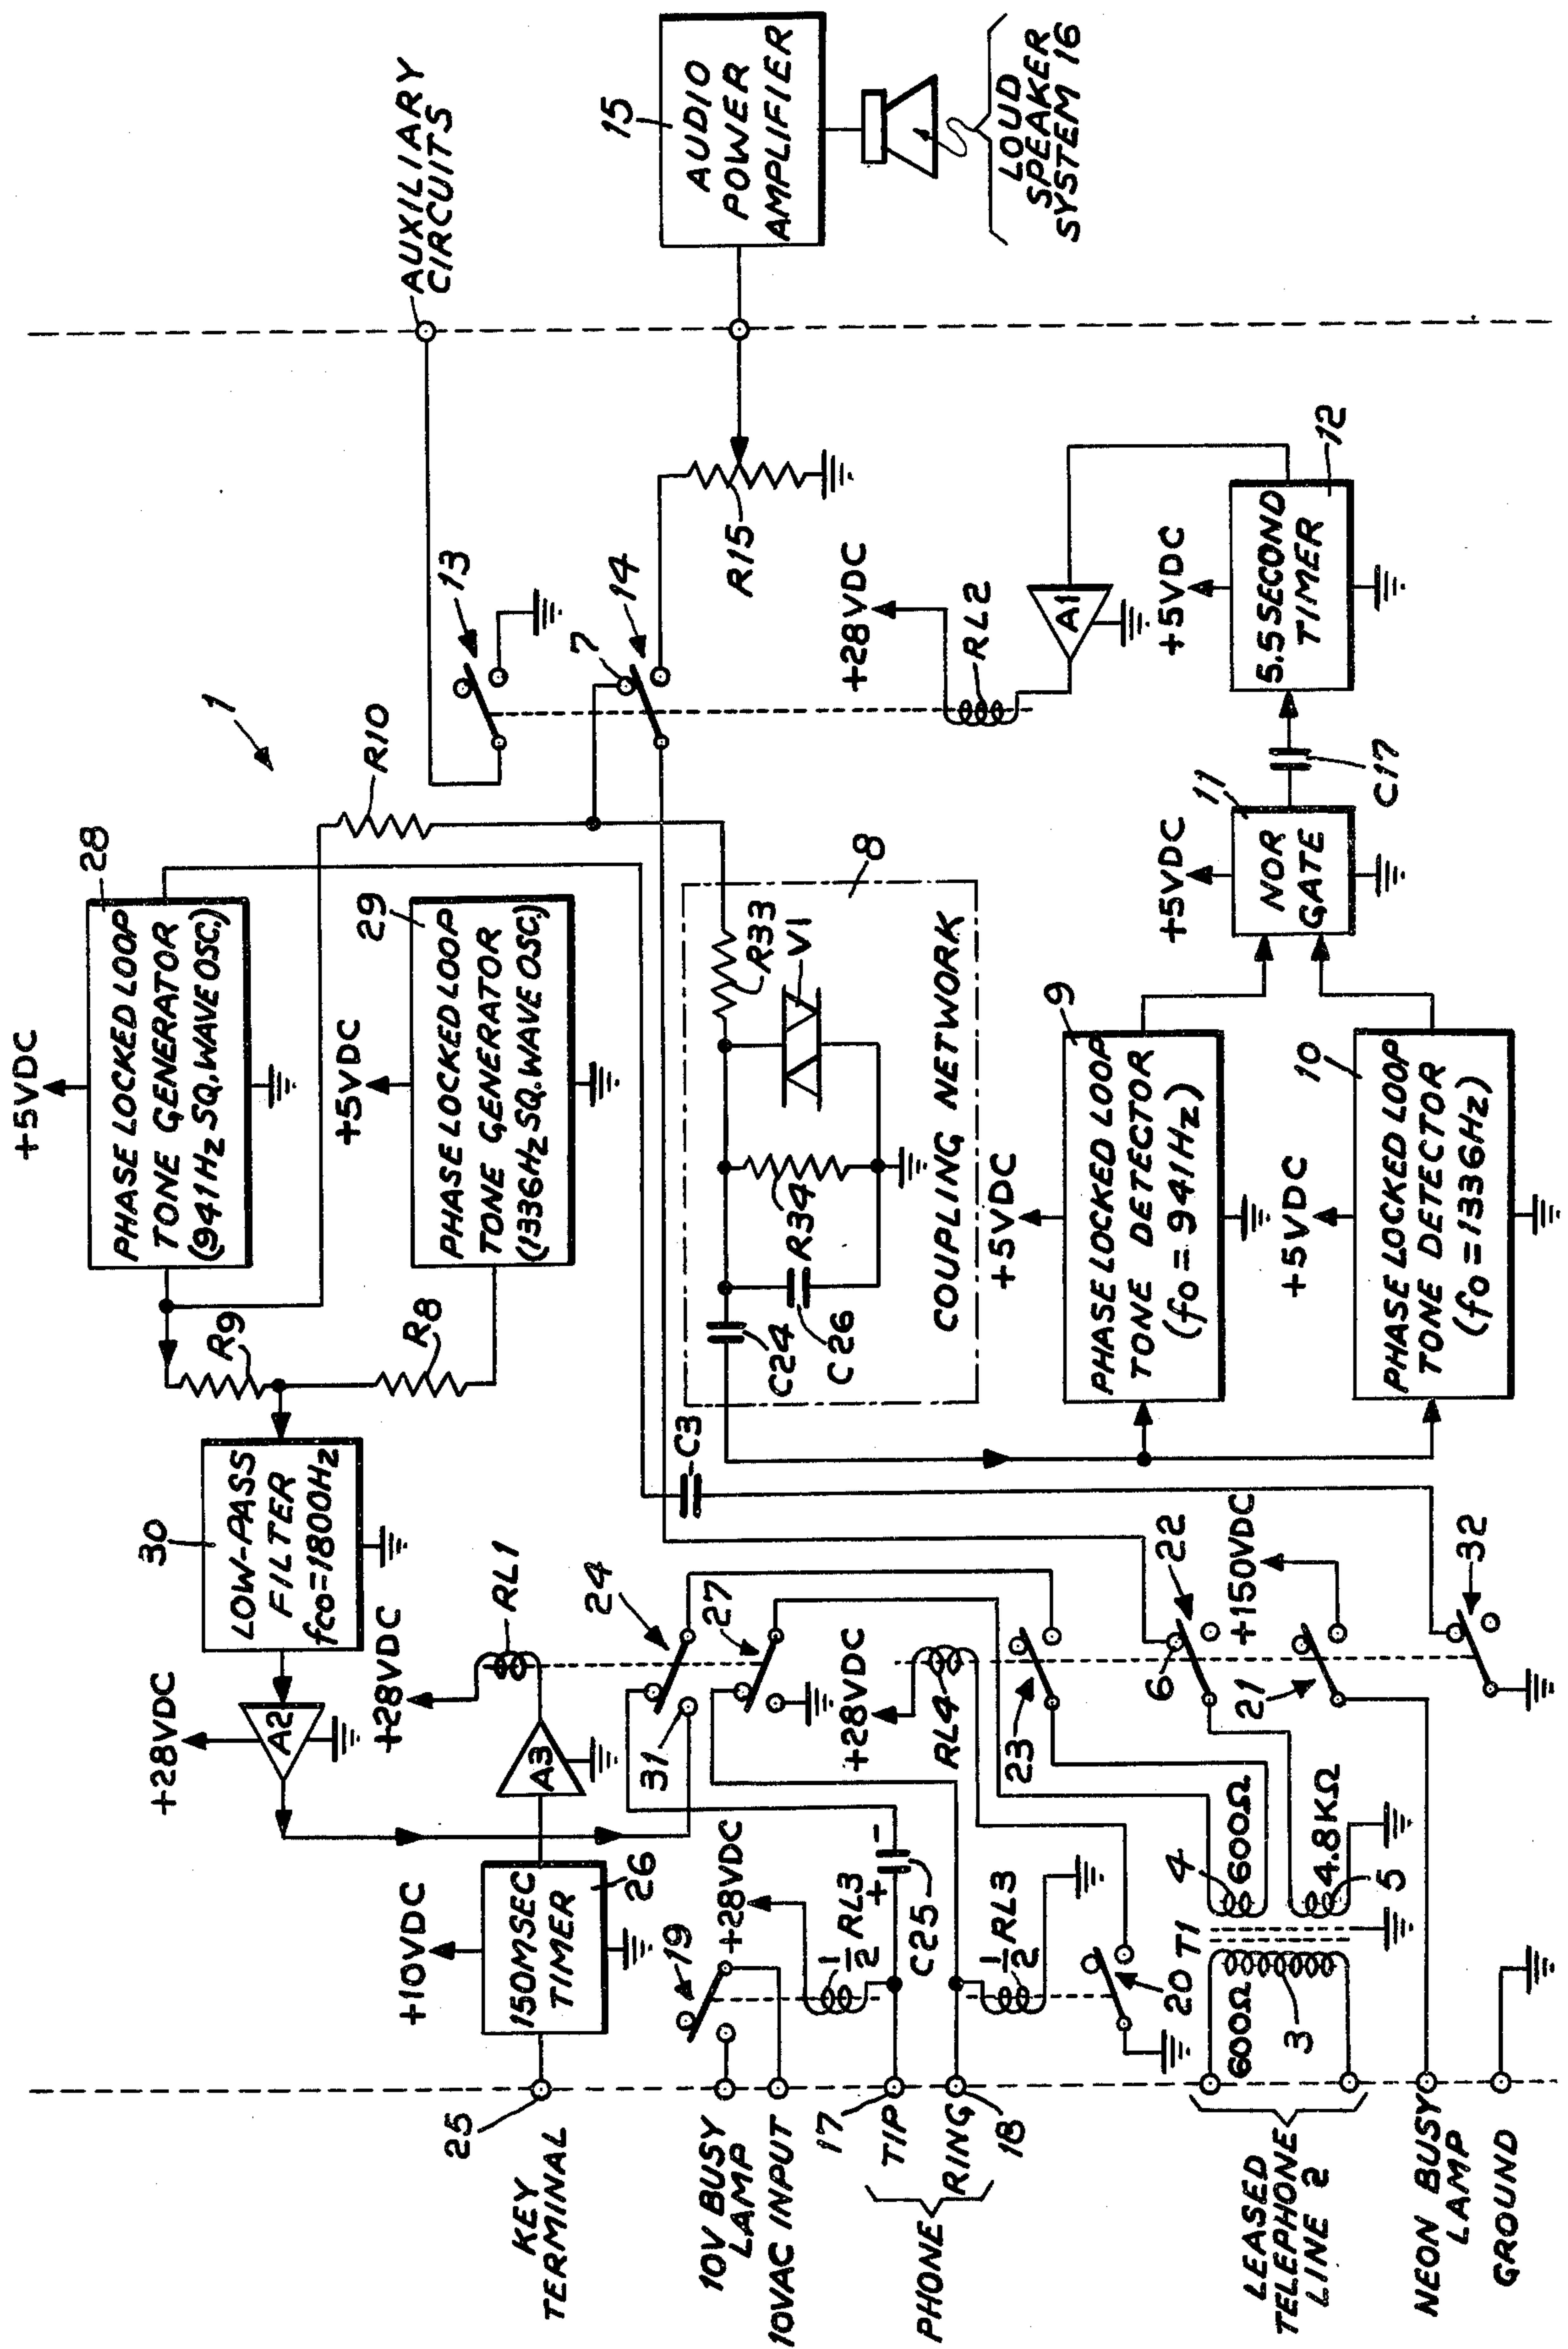 KEY
TERMINAL
25
10V BUSY
LAMP
10VAC INPUT
PHONE
17
TIP
RING
18
LEASED
TELEPHONE
LINE 2
NEON BUSY
LAMP
GROUND
+10VDC
150MSEC
TIMER
26
19
+28VDC
1/2 RL3
+
-
C25
1/2 RL3
20
T1
600Ω
3
4
600Ω
4.8KΩ
5
+28VDC
A2
+28VDC
A3
RL1
31
24
27
+28VDC
RL4
23
6
22
21
+150VDC
32
30
LOW-PASS
FILTER
fco=1800Hz
R9
R8
+5VDC
28
PHASE LOCKED LOOP
TONE GENERATOR
(941Hz SQ.WAVE OSC.)
+5VDC
29
PHASE LOCKED LOOP
TONE GENERATOR
(1336Hz SQ.WAVE OSC.)
C3
C24
C26
R34
R33
V1
8
COUPLING NETWORK
+5VDC
9
PHASE LOCKED LOOP
TONE DETECTOR
(fo=941Hz)
+5VDC
10
PHASE LOCKED LOOP
TONE DETECTOR
(fo=1336Hz)
1
R10
13
7
14
+28VDC
RL2
A1
+5VDC
11
NOR
GATE
C17
+5VDC
5.5 SECOND
TIMER
12
R15
AUXILIARY
CIRCUITS
15
AUDIO
POWER
AMPLIFIER
LOUD
SPEAKER
SYSTEM 16